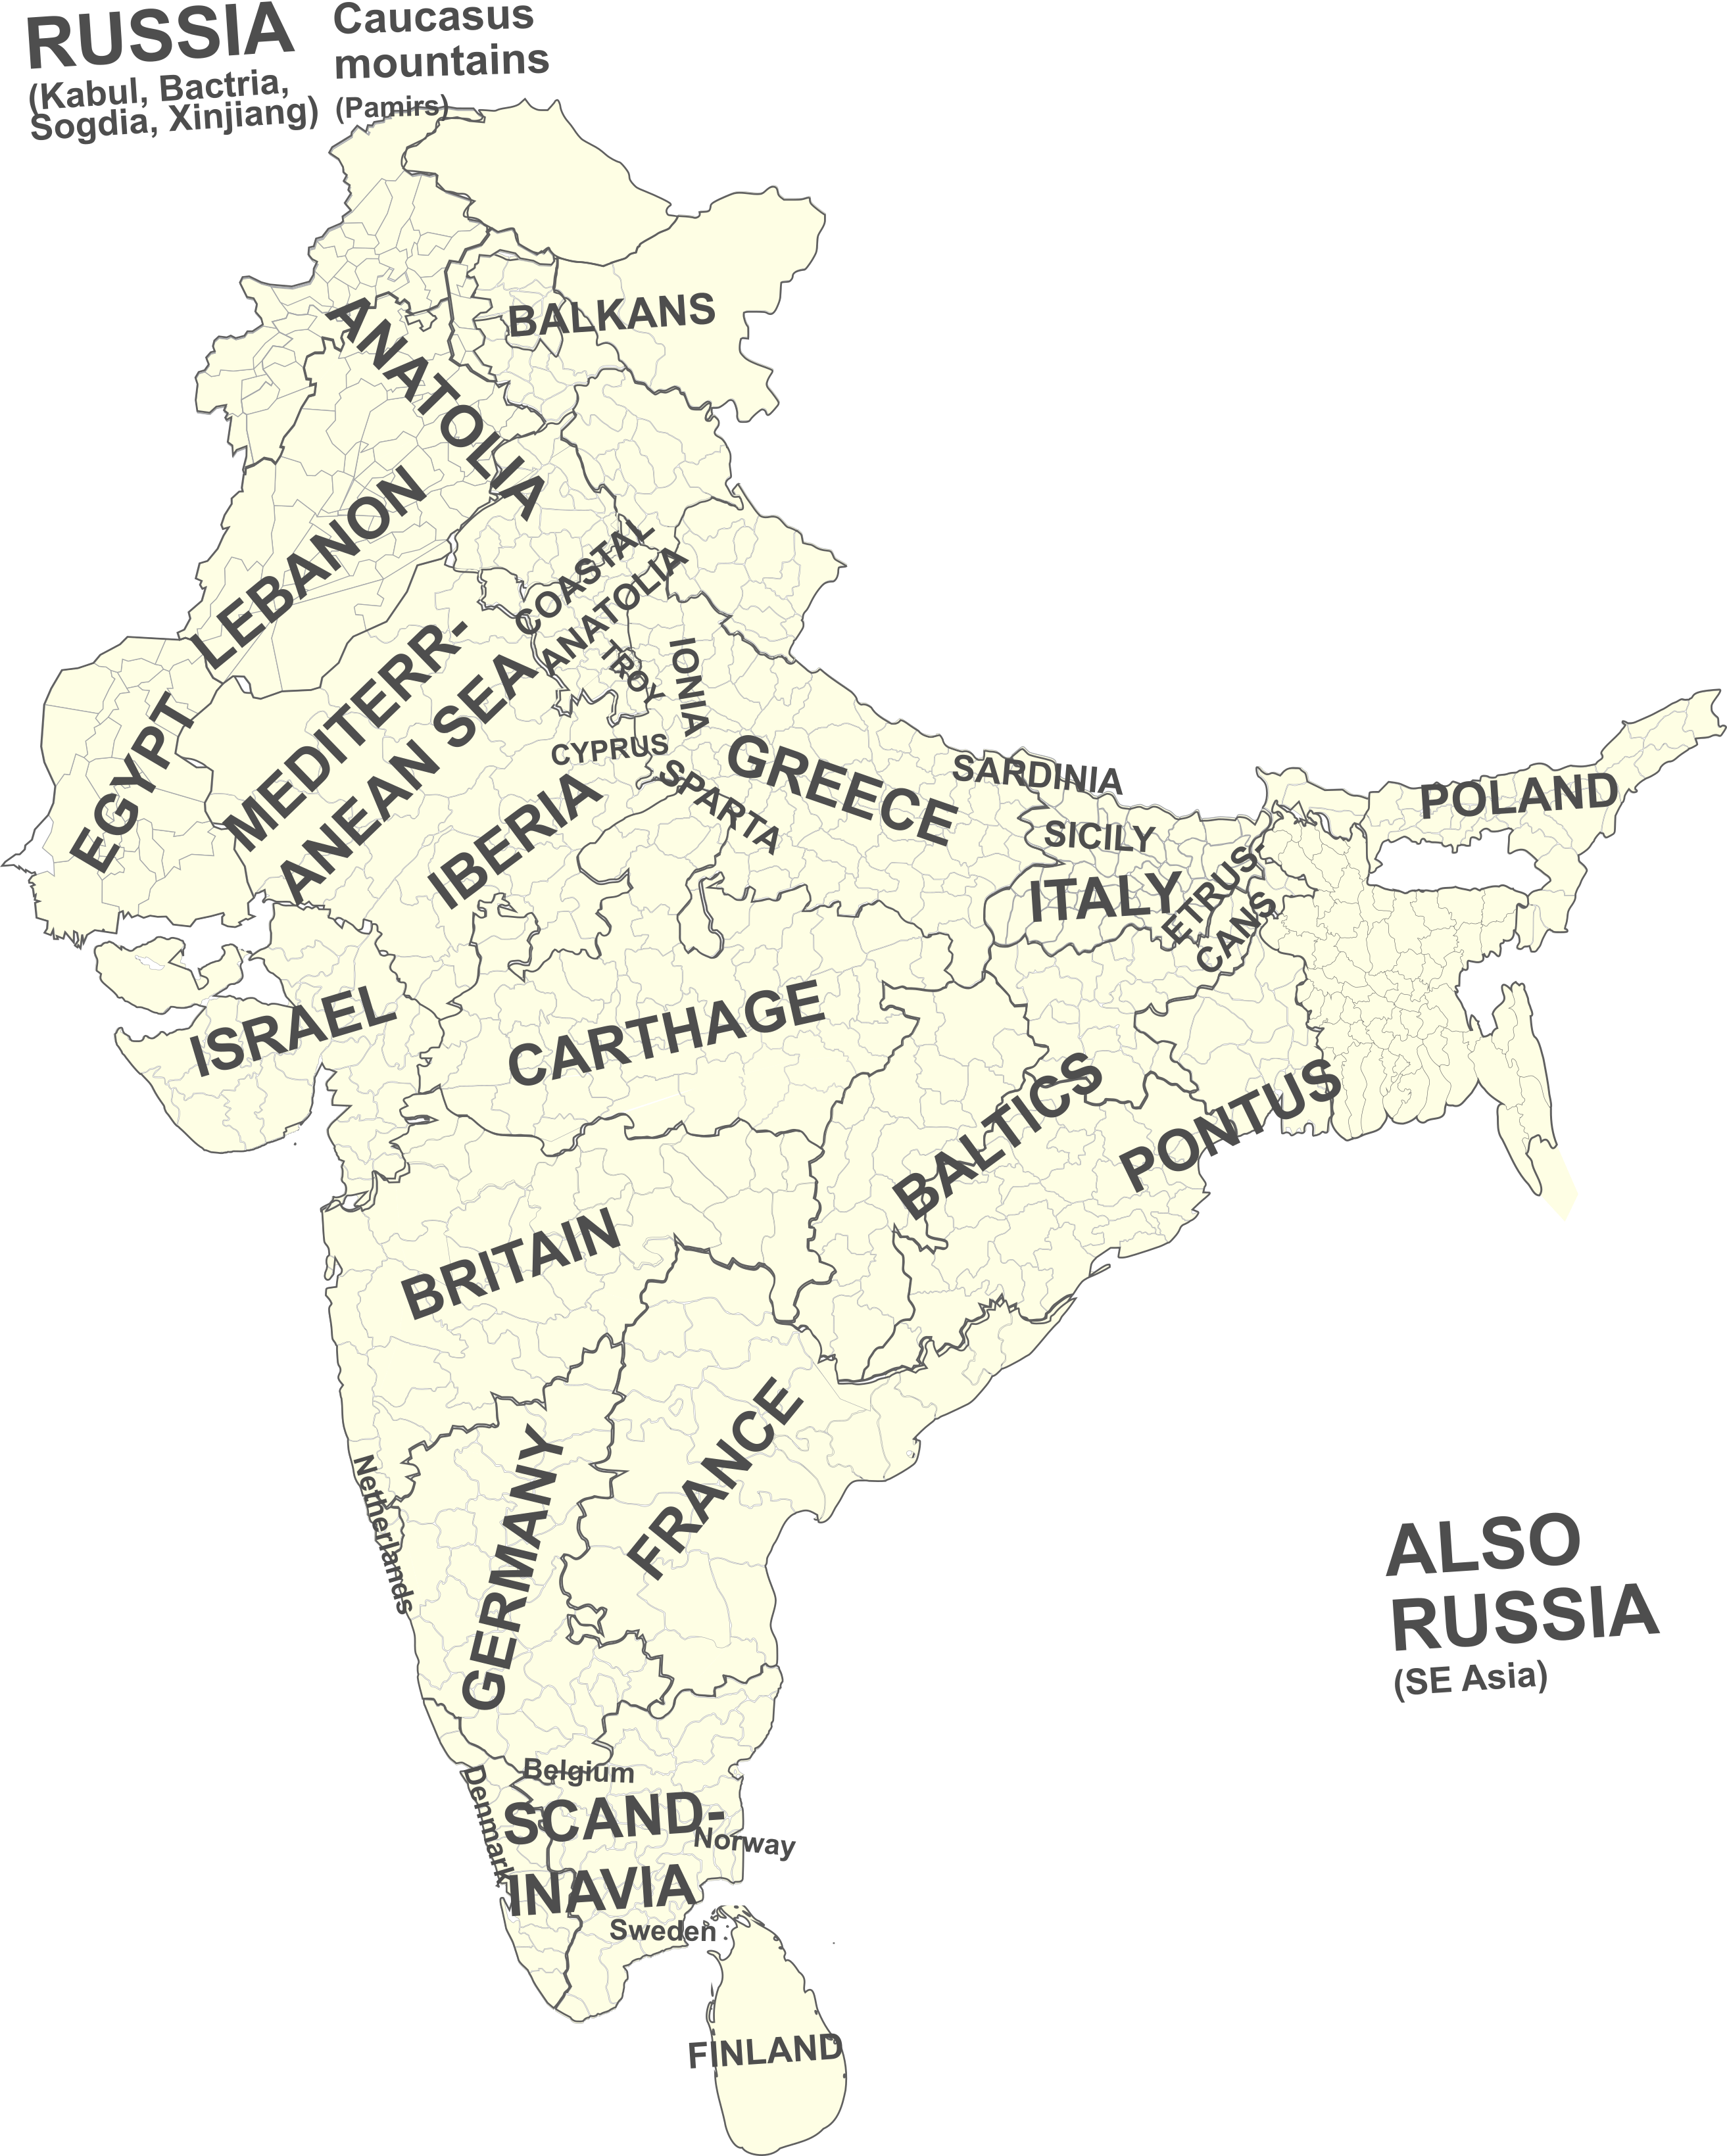 RUSSIA
(Kabul, Bactria,
Sogdia, Xinjiang)
Caucasus
mountains
(Pamirs)
BALKANS
ANATOLIA
LEBANON
COASTAL
ANATOLIA
TROY
IONIA
MEDITERR-
ANEAN SEA
EGYPT
CYPRUS
IBERIA
SPARTA
GREECE
SARDINIA
SICILY
ITALY
ETRUS-
CANS
POLAND
ISRAEL
CARTHAGE
BALTICS
PONTUS
BRITAIN
FRANCE
GERMANY
Netherlands
ALSO
RUSSIA
(SE Asia)
Belgium
Denmark
SCAND-
INAVIA
Norway
Sweden
FINLAND